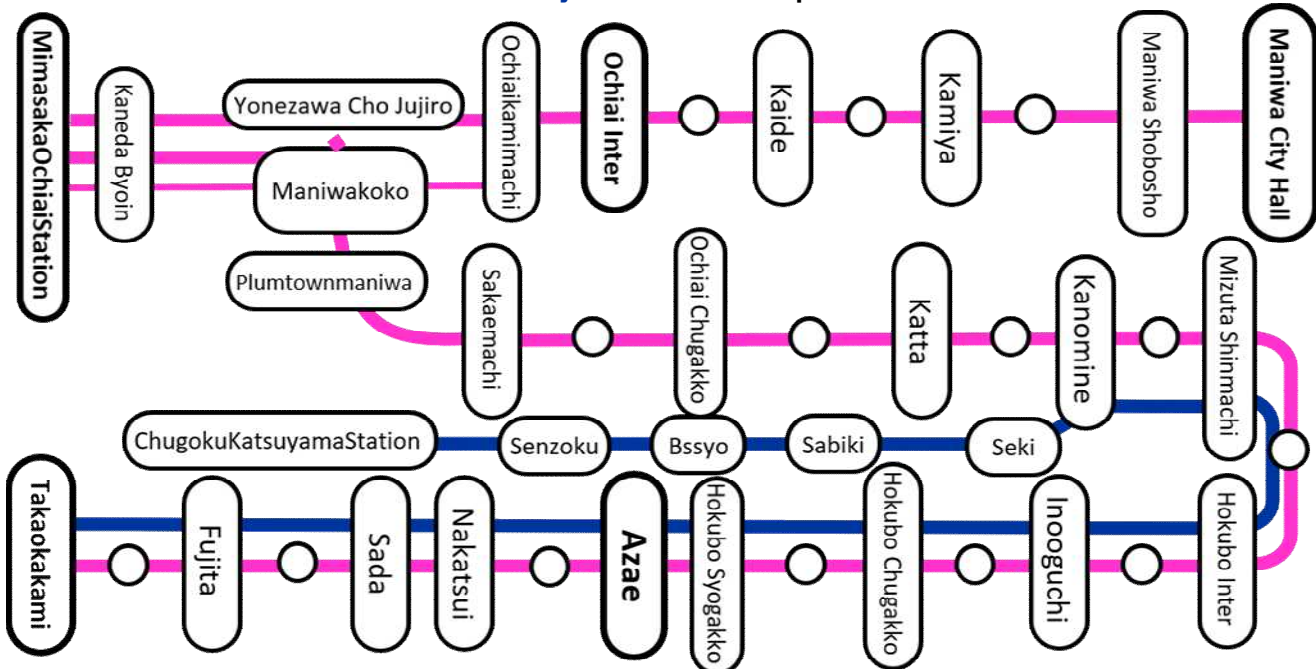 MimasakaOchiaiStation
Kaneda Byoin
Yonezawa Cho Jujiro
Maniwakoko
Plumtownmaniwa
Ochiaikamimachi
Ochiai Inter
Kaide
Kamiya
Maniwa Shobosho
Maniwa City Hall
Sakaemachi
Ochiai Chugakko
Katta
Kanomine
Mizuta Shinmachi
ChugokuKatsuyamaStation
Senzoku
Bssyo
Sabiki
Seki
Takaokakami
Fujita
Sada
Nakatsui
Azae
Hokubo Syogakko
Hokubo Chugakko
Inooguchi
Hokubo Inter